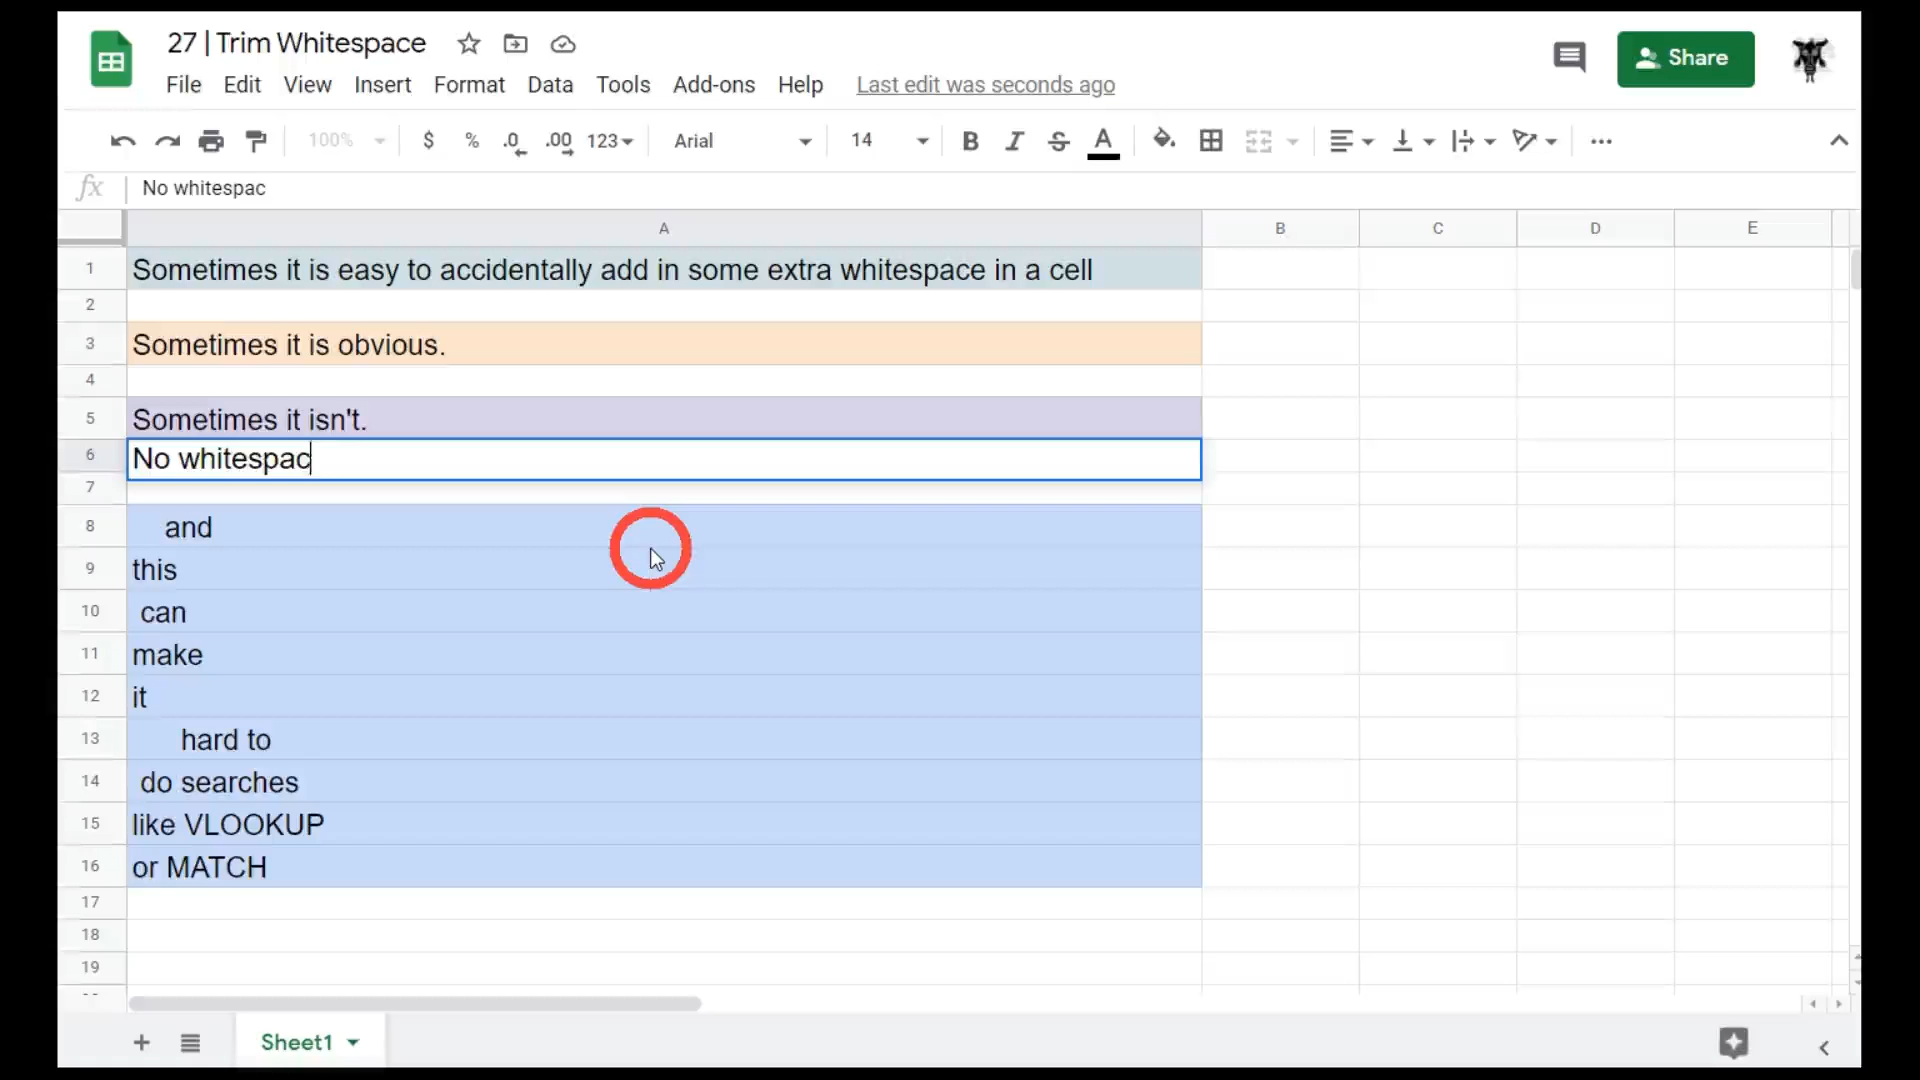 27 | Trim Whitespace
Share
File Edit View Insert Format Data Tools Add-ons Help Last edit was seconds ago
100% $ % .0 .00 123 Arial 14 B I S A
fx No whitespac
A B C D E
1 Sometimes it is easy to accidentally add in some extra whitespace in a cell
2
3 Sometimes it is obvious.
4
5 Sometimes it isn't.
6 No whitespac
7
8 and
9 this
10 can
11 make
12 it
13 hard to
14 do searches
15 like VLOOKUP
16 or MATCH
17
18
19
Sheet1